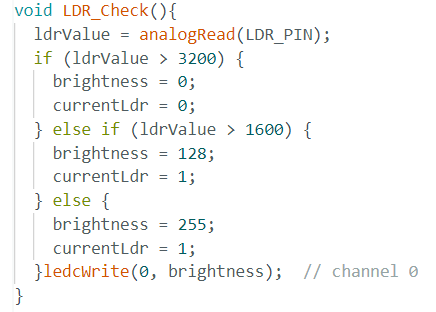 void LDR_Check(){
  ldrValue = analogRead(LDR_PIN);
  if (ldrValue > 3200) {
    brightness = 0;
    currentLdr = 0;
  } else if (ldrValue > 1600) {
    brightness = 128;
    currentLdr = 1;
  } else {
    brightness = 255;
    currentLdr = 1;
  }ledcWrite(0, brightness);  // channel 0
}